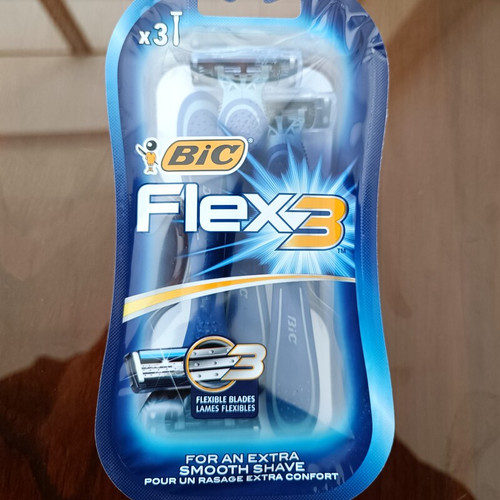 x3
BiC
Flex3
TM
BiC
3
FLEXIBLE BLADES
LAMES FLEXIBLES
FOR AN EXTRA
SMOOTH SHAVE
POUR UN RASAGE EXTRA CONFORT